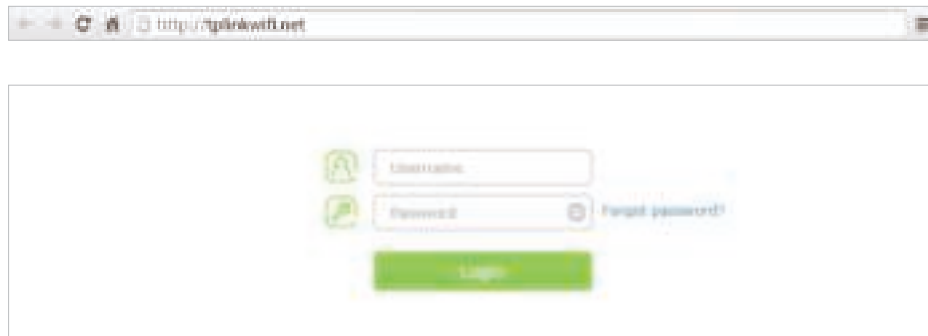 http://tplinkwifi.net
Username
Password
Forgot password?
Login